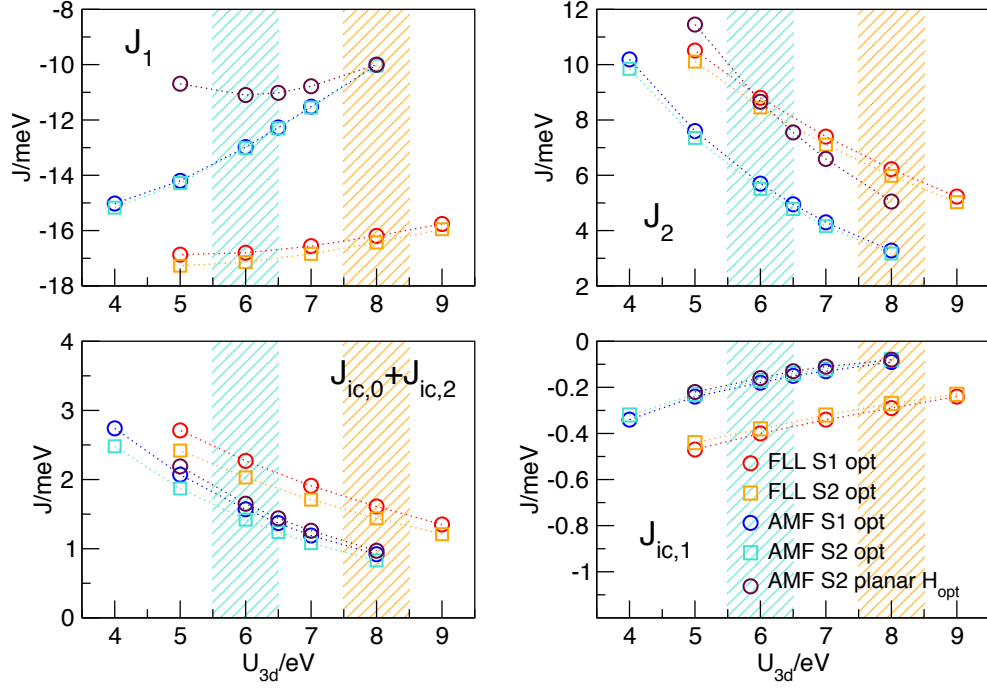 J1
J/meV
-8
-10
-12
-14
-16
-18
4 5 6 7 8 9
J2
J/meV
12
10
8
6
4
2
4 5 6 7 8 9
Jic,0+Jic,2
J/meV
4
3
2
1
0
4 5 6 7 8 9
U3d/eV
Jic,1
J/meV
0
-0.2
-0.4
-0.6
-0.8
-1
4 5 6 7 8 9
U3d/eV
FLL S1 opt
FLL S2 opt
AMF S1 opt
AMF S2 opt
AMF S2 planar Hopt